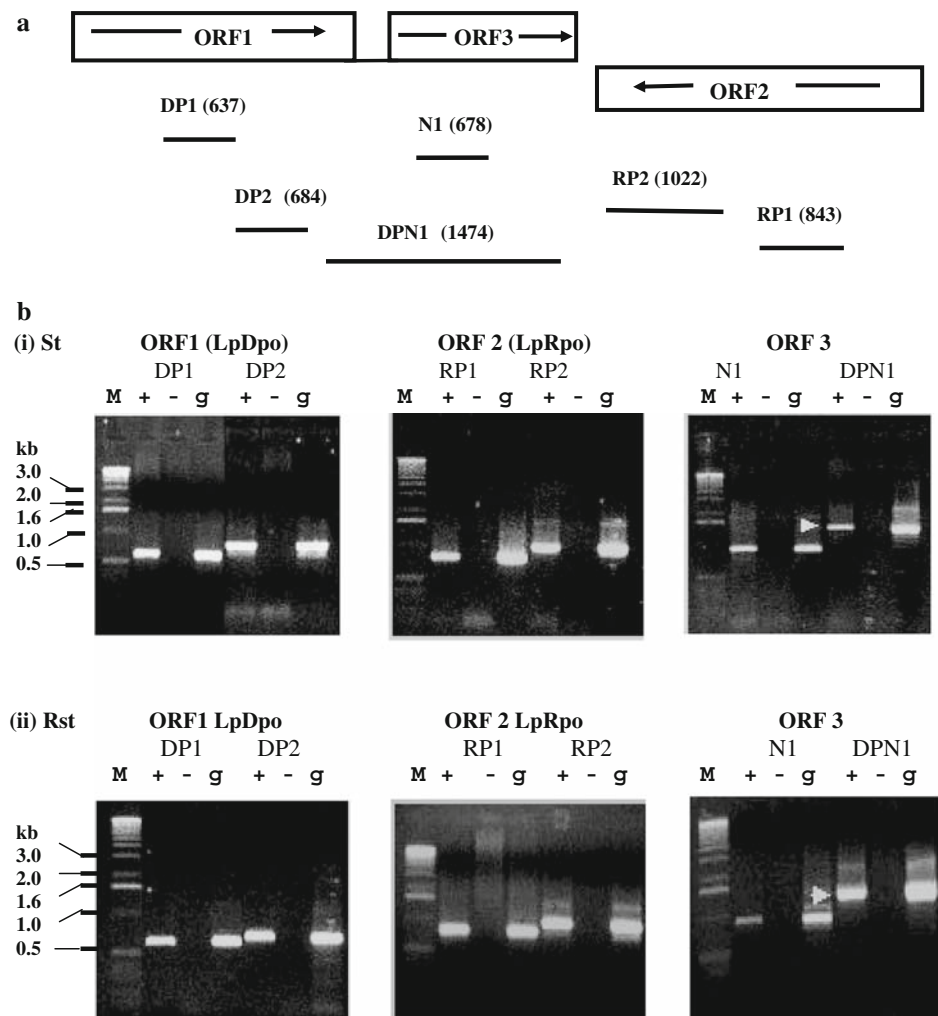 a
ORF1
ORF3
ORF2
DP1 (637)
N1 (678)
RP2 (1022)
DP2 (684)
RP1 (843)
DPN1 (1474)
b
(i) St
ORF1 (LpDpo)
ORF 2 (LpRpo)
ORF 3
DP1 DP2
RP1 RP2
N1 DPN1
M + - g + - g
M + - g + g
M + - g + -
kb
3.0
2.0
1.6
1.0
0.5
(ii) Rst
ORF1 LpDpo
ORF 2 LpRpo
ORF 3
DP1 DP2
RP1 RP2
N1 DPN1
M + - g + - g
M + - g + - g
M + - g + - g
kb
3.0
2.0
1.6
1.0
0.5